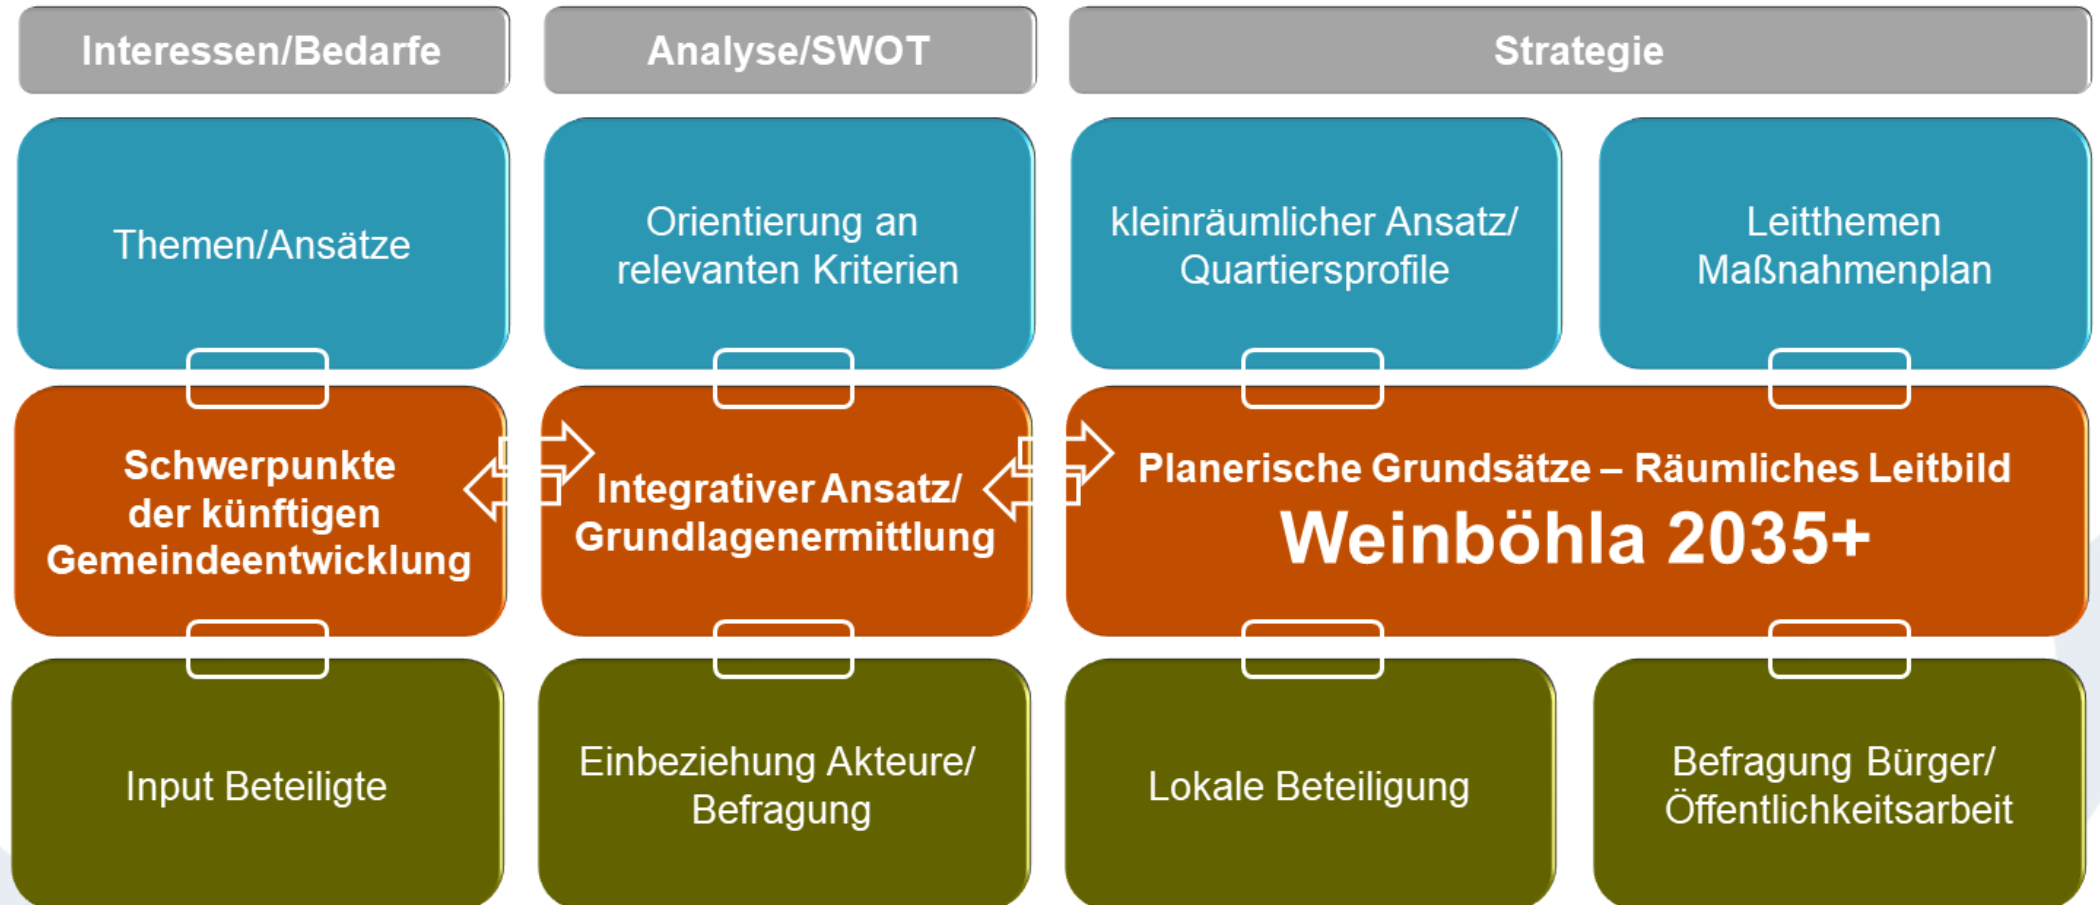 Interessen/Bedarfe
Analyse/SWOT
Strategie
Themen/Ansätze
Orientierung an
relevanten Kriterien
kleinräumlicher Ansatz/
Quartiersprofile
Leitthemen
Maßnahmenplan
Schwerpunkte
der künftigen
Gemeindeentwicklung
Integrativer Ansatz/
Grundlagenermittlung
Planerische Grundsätze – Räumliches Leitbild
Weinböhla 2035+
Input Beteiligte
Einbeziehung Akteure/
Befragung
Lokale Beteiligung
Befragung Bürger/
Öffentlichkeitsarbeit